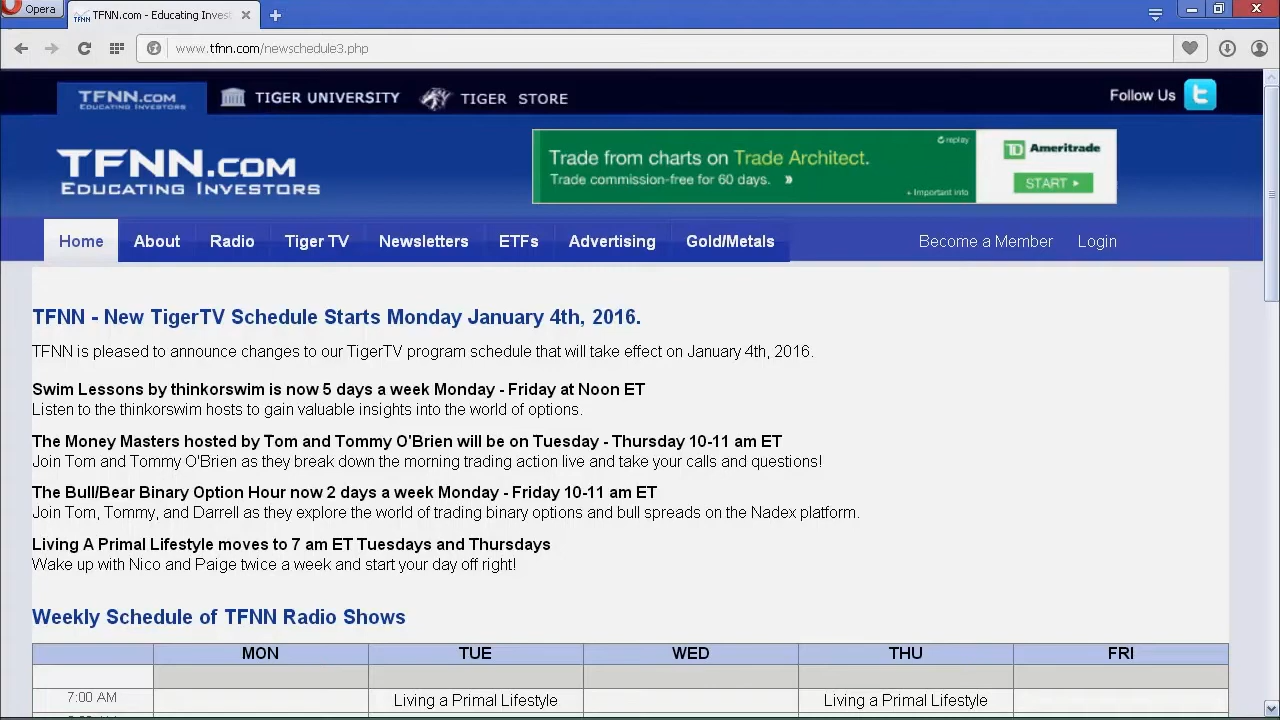 Opera
TFNN TFNN.com - Educating Invest
www.tfnn.com/newschedule3.php
TFNN.COM
EDUCATING INVESTORS
TIGER UNIVERSITY
TIGER STORE
Follow Us
TFNN.COM
EDUCATING INVESTORS
Trade from charts on Trade Architect.
Trade commission-free for 60 days. »
replay
+ Important info
TD Ameritrade
START
Home About Radio Tiger TV Newsletters ETFs Advertising Gold/Metals Become a Member Login
TFNN - New TigerTV Schedule Starts Monday January 4th, 2016.
TFNN is pleased to announce changes to our TigerTV program schedule that will take effect on January 4th, 2016.
Swim Lessons by thinkorswim is now 5 days a week Monday - Friday at Noon ET
Listen to the thinkorswim hosts to gain valuable insights into the world of options.
The Money Masters hosted by Tom and Tommy O'Brien will be on Tuesday - Thursday 10-11 am ET
Join Tom and Tommy O'Brien as they break down the morning trading action live and take your calls and questions!
The Bull/Bear Binary Option Hour now 2 days a week Monday - Friday 10-11 am ET
Join Tom, Tommy, and Darrell as they explore the world of trading binary options and bull spreads on the Nadex platform.
Living A Primal Lifestyle moves to 7 am ET Tuesdays and Thursdays
Wake up with Nico and Paige twice a week and start your day off right!
Weekly Schedule of TFNN Radio Shows
MON TUE WED THU FRI
7:00 AM Living a Primal Lifestyle Living a Primal Lifestyle